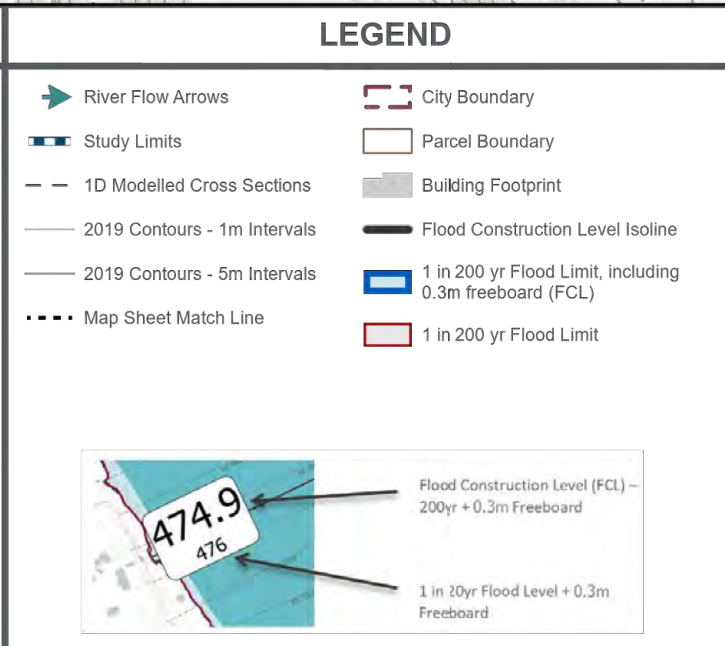 LEGEND
River Flow Arrows
Study Limits
1D Modelled Cross Sections
2019 Contours - 1m Intervals
2019 Contours - 5m Intervals
Map Sheet Match Line
City Boundary
Parcel Boundary
Building Footprint
Flood Construction Level Isoline
1 in 200 yr Flood Limit, including
0.3m freeboard (FCL)
1 in 200 yr Flood Limit
474.9
476
Flood Construction Level (FCL) –
200yr + 0.3m Freeboard
1 in 20yr Flood Level + 0.3m
Freeboard